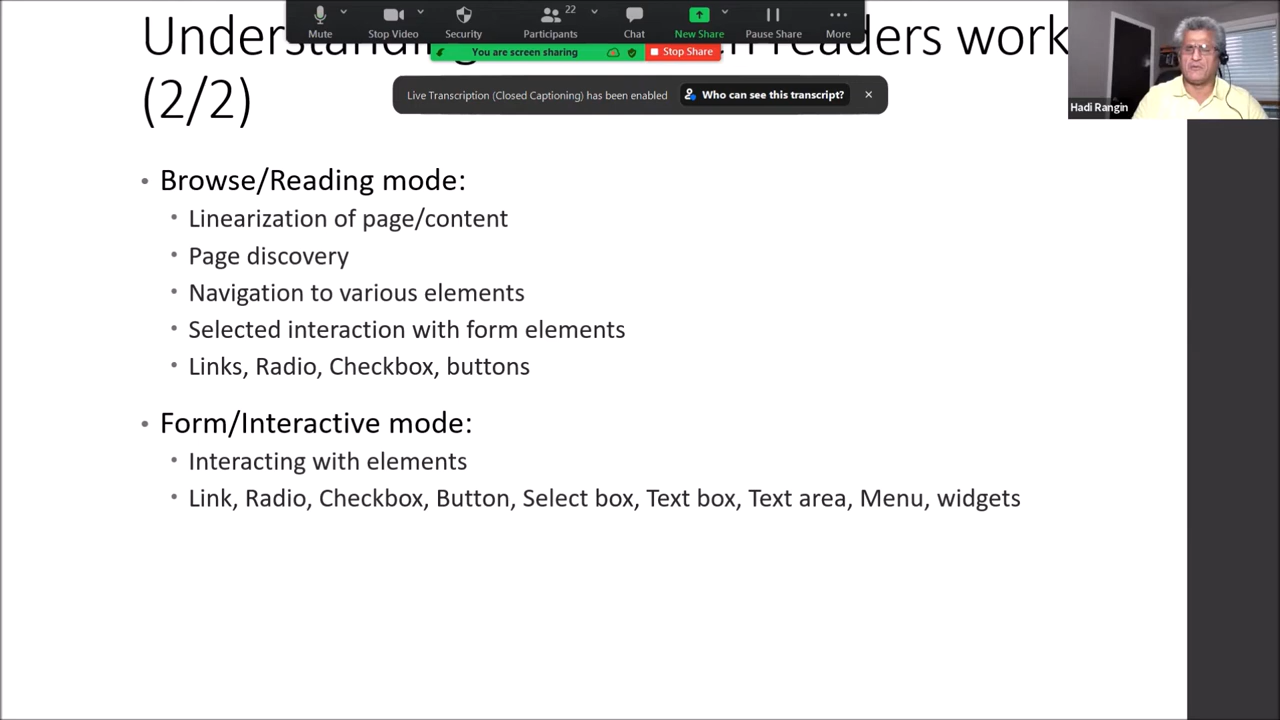 Mute
Stop Video
Security
22
Participants
Chat
New Share
Pause Share
More
You are screen sharing
Stop Share
Live Transcription (Closed Captioning) has been enabled
Who can see this transcript?
Hadi Rangin
readers work
(2/2)
• Browse/Reading mode:
• Linearization of page/content
• Page discovery
• Navigation to various elements
• Selected interaction with form elements
• Links, Radio, Checkbox, buttons
• Form/Interactive mode:
• Interacting with elements
• Link, Radio, Checkbox, Button, Select box, Text box, Text area, Menu, widgets